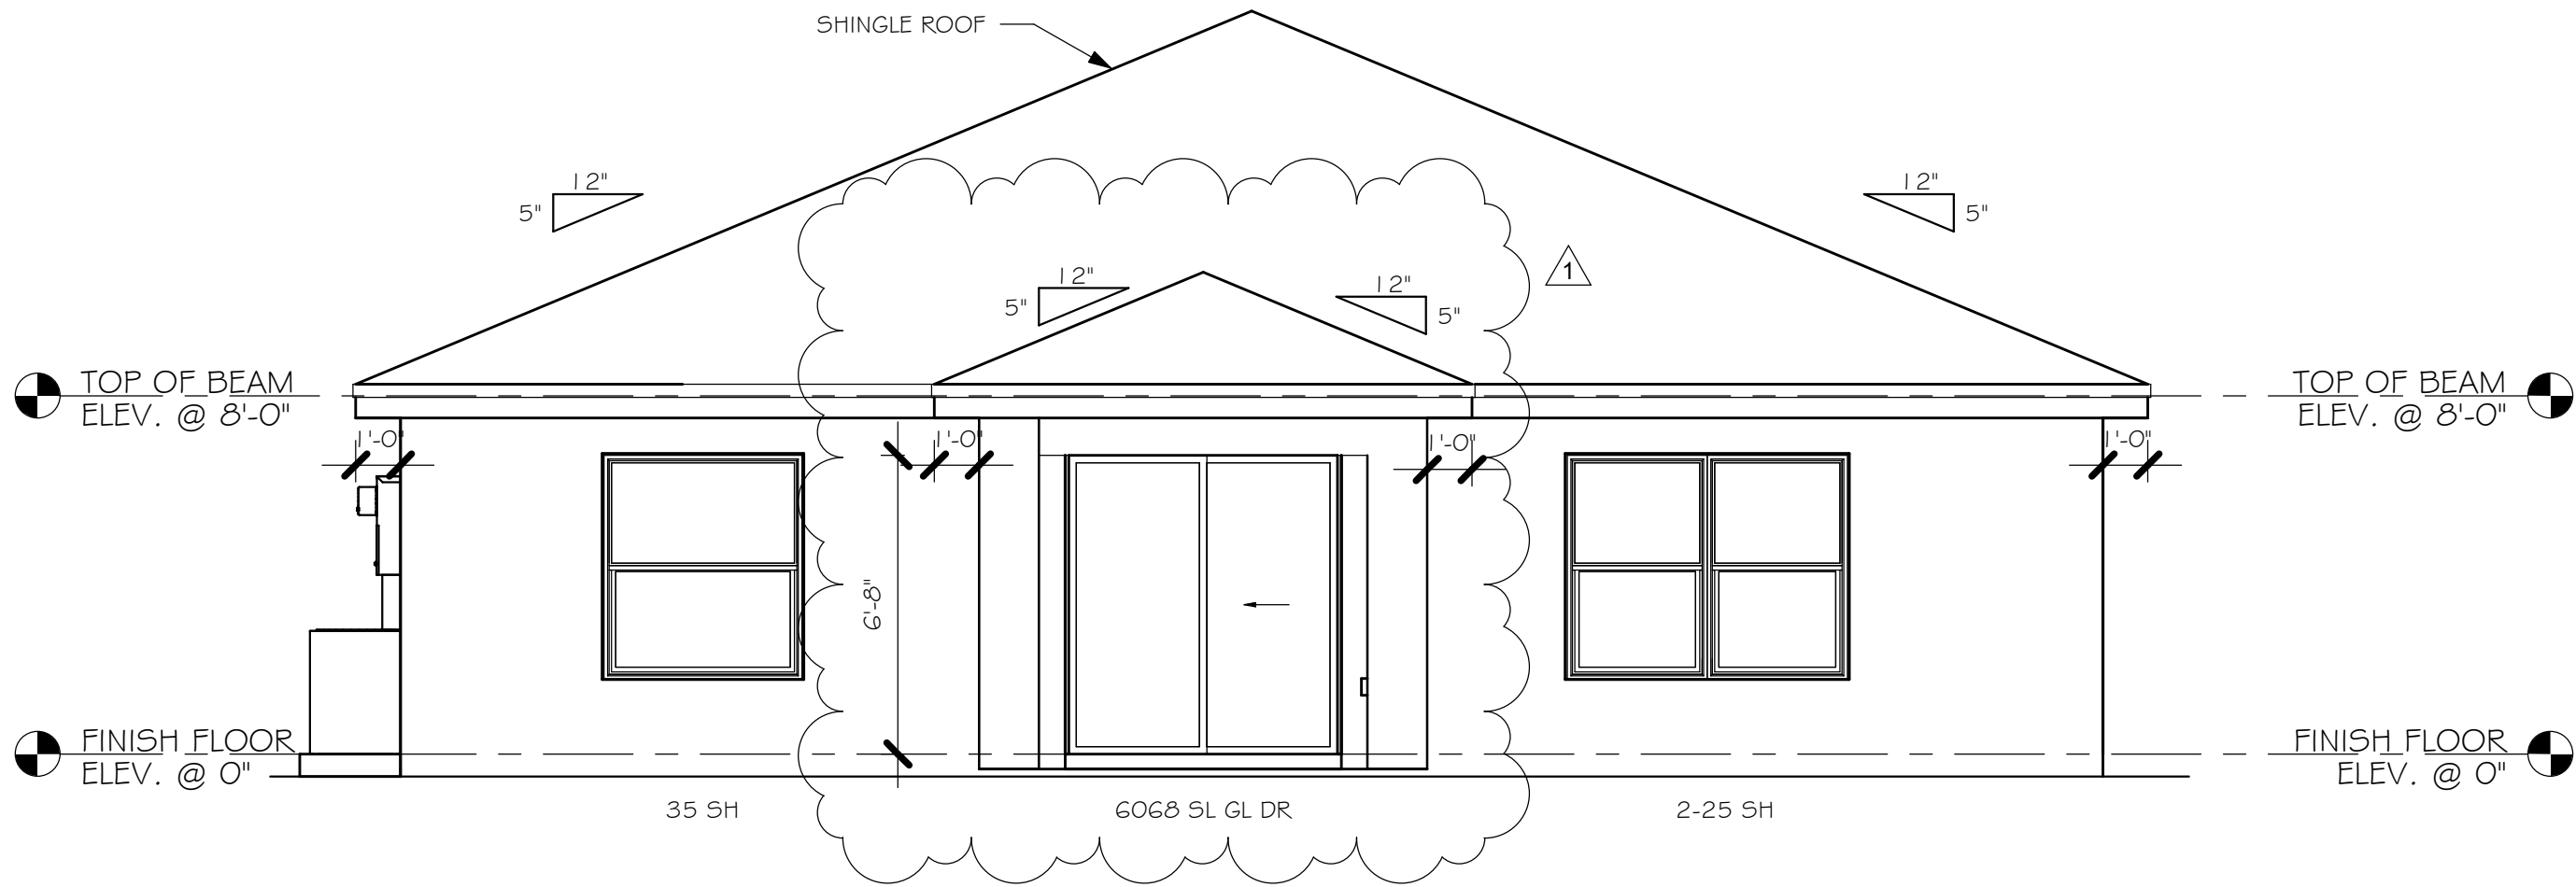 SHINGLE ROOF
12"
5"
12"
5"
1
12"
5"
12"
5"
TOP OF BEAM
ELEV. @ 8'-0"
TOP OF BEAM
ELEV. @ 8'-0"
1'-0"
1'-0"
1'-0"
1'-0"
6'-8"
FINISH FLOOR
ELEV. @ 0"
FINISH FLOOR
ELEV. @ 0"
35 SH
6068 SL GL DR
2-25 SH